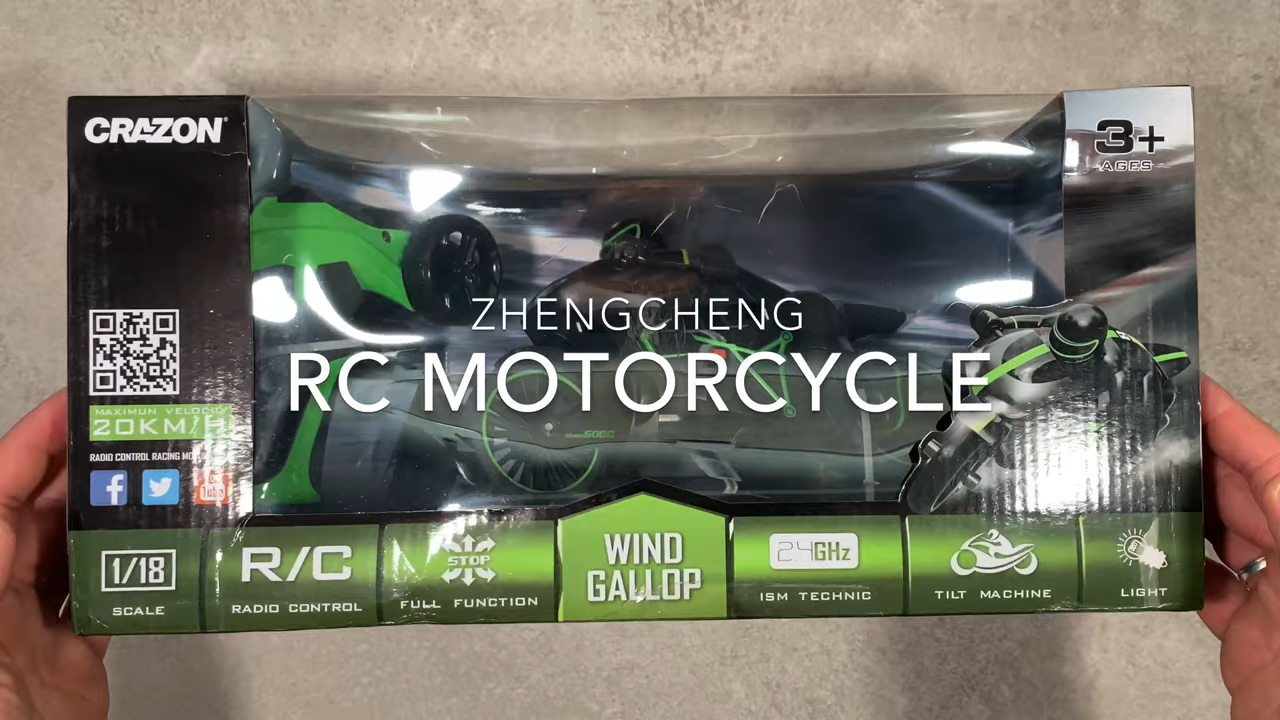 CRAZON
3+
AGES
ZHENGCHENG
RC MOTORCYCLE
MAXIMUN VELOCITY
20KM/H
RADIO CONTROL RACING
500C
1/18
SCALE
R/C
RADIO CONTROL
STOP
FULL FUNCTION
WIND
GALLOP
2.4GHz
ISM TECHNIC
TILT MACHINE
LIGHT